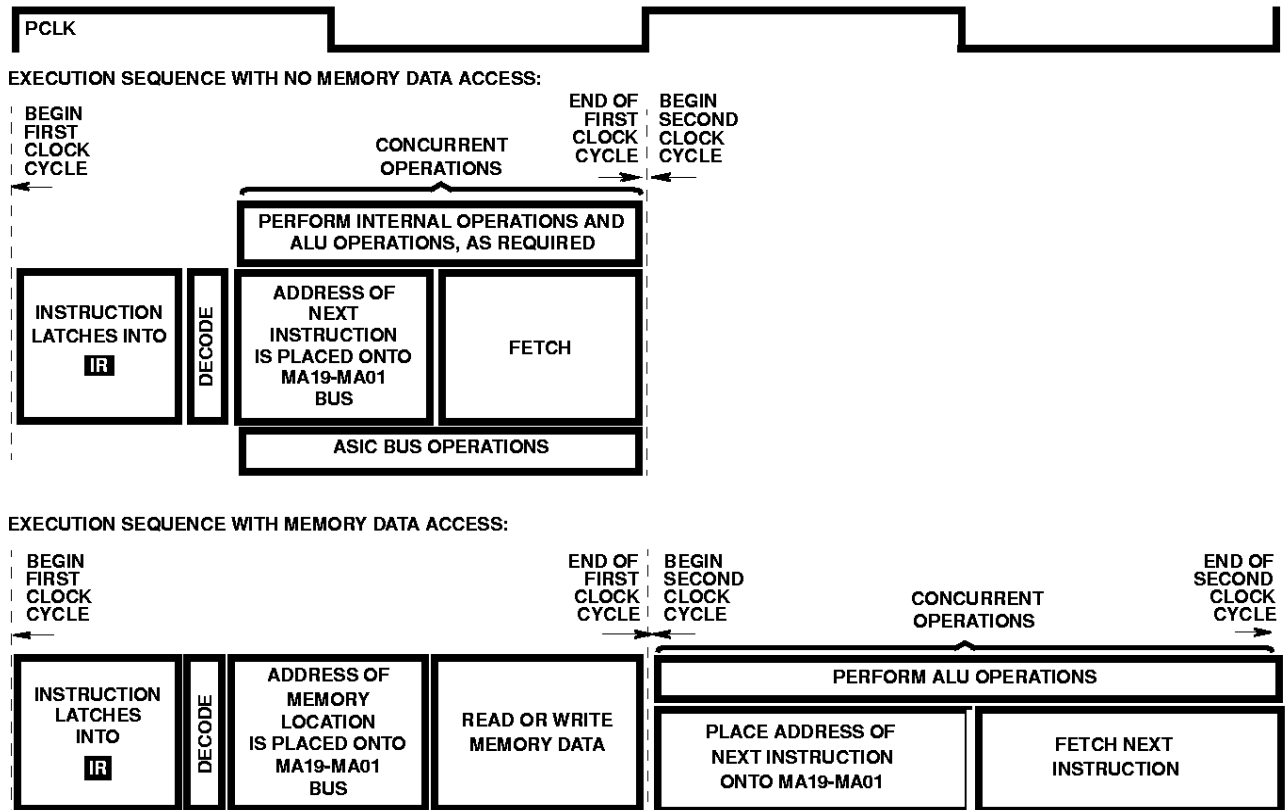 PCLK
EXECUTION SEQUENCE WITH NO MEMORY DATA ACCESS:
BEGIN
FIRST
CLOCK
CYCLE
CONCURRENT
OPERATIONS
END OF
FIRST
CLOCK
CYCLE
BEGIN
SECOND
CLOCK
CYCLE
PERFORM INTERNAL OPERATIONS AND
ALU OPERATIONS, AS REQUIRED
INSTRUCTION
LATCHES INTO
IR
DECODE
ADDRESS OF
NEXT
INSTRUCTION
IS PLACED ONTO
MA19-MA01
BUS
FETCH
ASIC BUS OPERATIONS
EXECUTION SEQUENCE WITH MEMORY DATA ACCESS:
BEGIN
FIRST
CLOCK
CYCLE
END OF
FIRST
CLOCK
CYCLE
BEGIN
SECOND
CLOCK
CYCLE
CONCURRENT
OPERATIONS
END OF
SECOND
CLOCK
CYCLE
INSTRUCTION
LATCHES
INTO
IR
DECODE
ADDRESS OF
MEMORY
LOCATION
IS PLACED ONTO
MA19-MA01
BUS
READ OR WRITE
MEMORY DATA
PERFORM ALU OPERATIONS
PLACE ADDRESS OF
NEXT INSTRUCTION
ONTO MA19-MA01
FETCH NEXT
INSTRUCTION